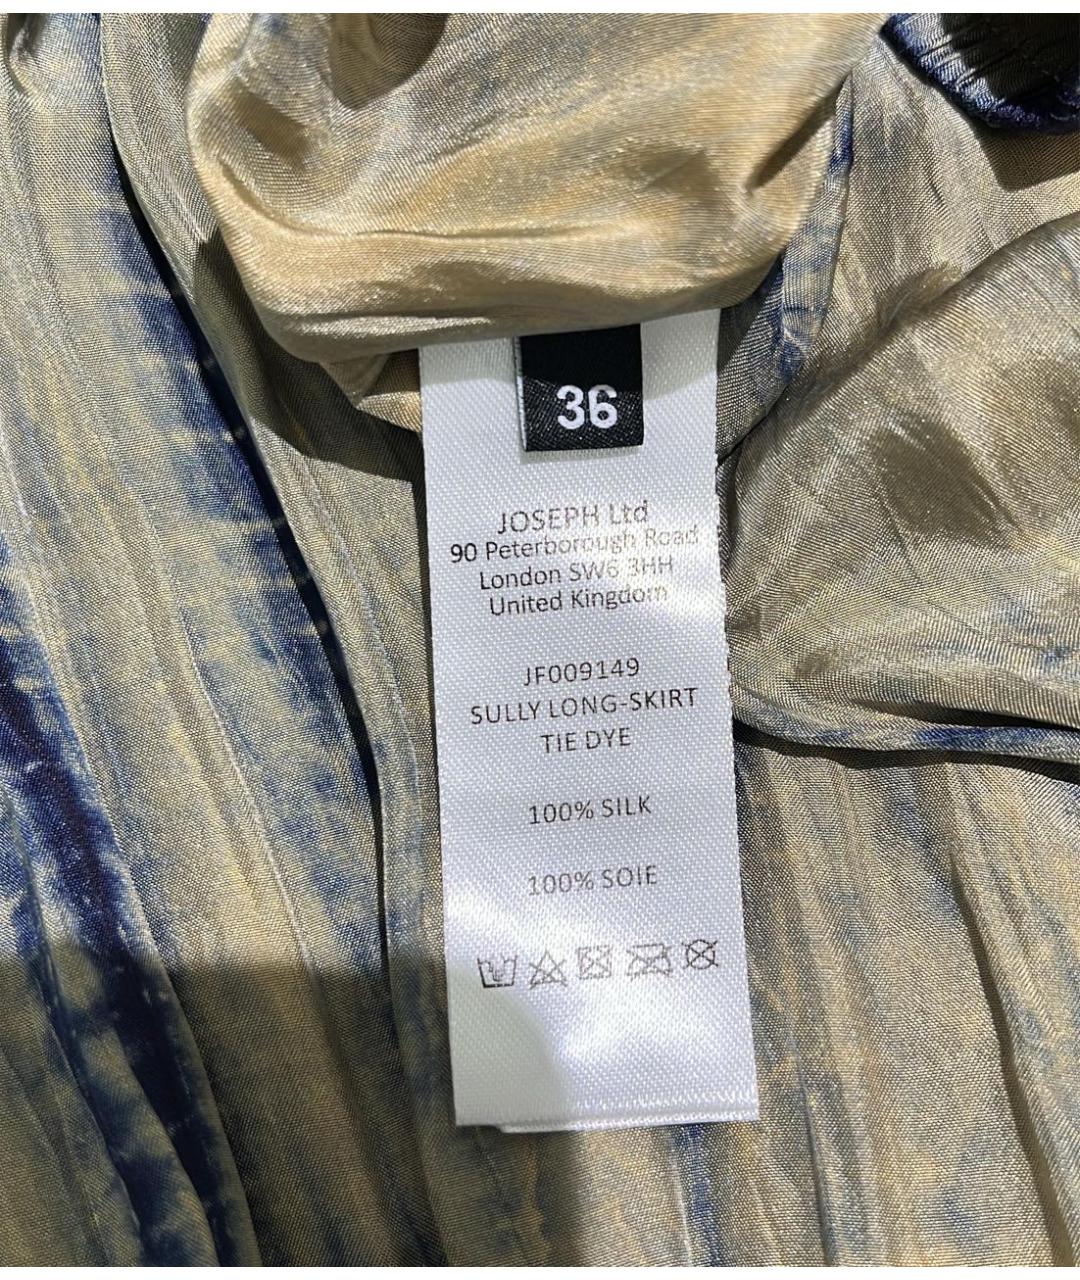 36
JOSEPH Ltd
90 Peterborough Road
London SW6 3HH
United Kingdom
JF009149
SULLY LONG-SKIRT
TIE DYE
100% SILK
100% SOIE